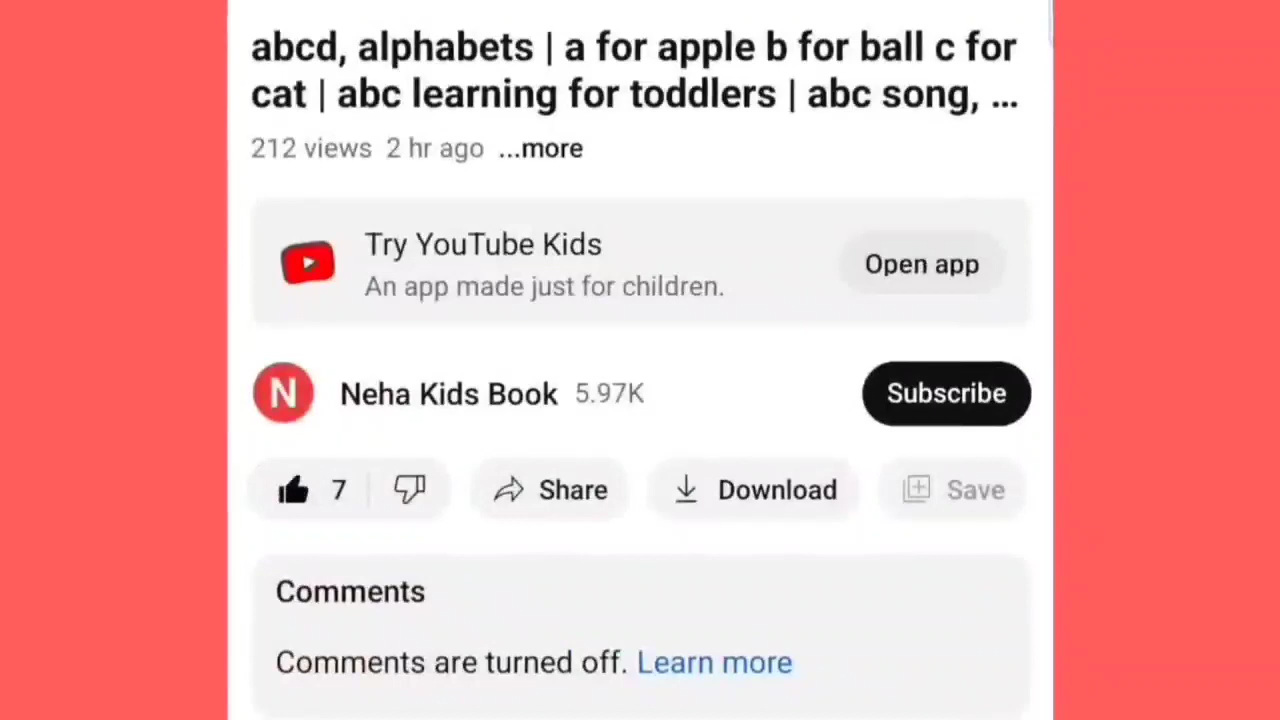 abcd, alphabets | a for apple b for ball c for
cat | abc learning for toddlers | abc song, ...
212 views 2 hr ago ...more
Try YouTube Kids
An app made just for children.
Open app
N Neha Kids Book 5.97K Subscribe
7 Share Download Save
Comments
Comments are turned off. Learn more